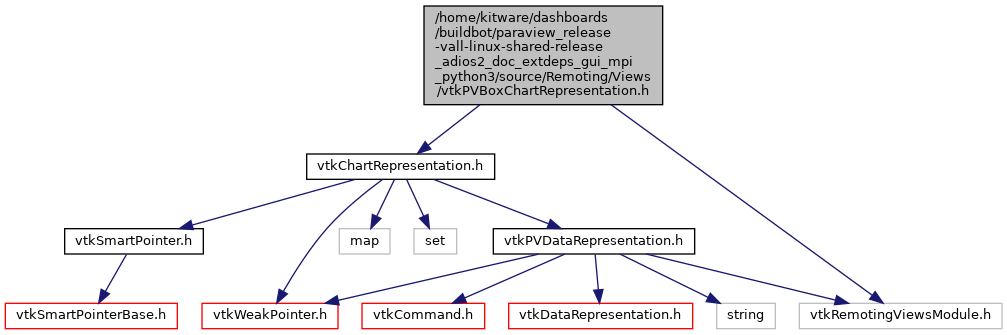 /home/kitware/dashboards
/buildbot/paraview_release
-vall-linux-shared-release
_adios2_doc_extdeps_gui_mpi
_python3/source/Remoting/Views
/vtkPVBoxChartRepresentation.h
vtkChartRepresentation.h
vtkSmartPointer.h
map
set
vtkPVDataRepresentation.h
vtkSmartPointerBase.h
vtkWeakPointer.h
vtkCommand.h
vtkDataRepresentation.h
string
vtkRemotingViewsModule.h